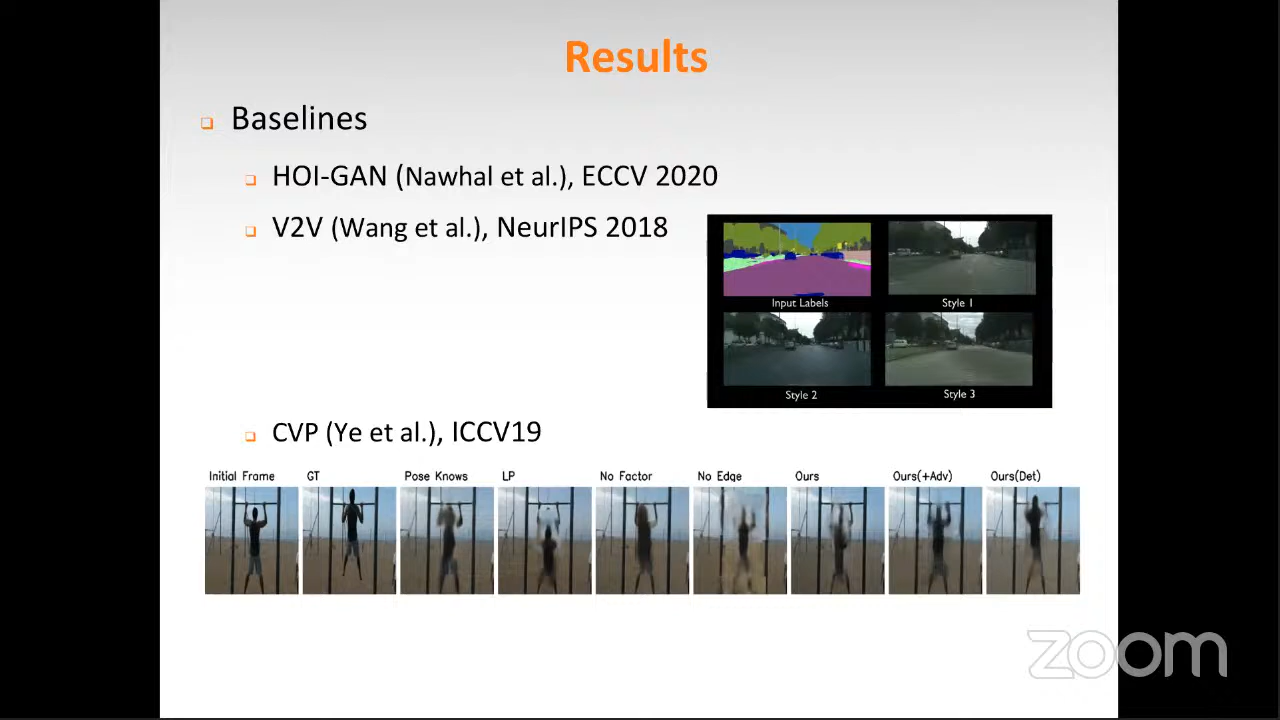 Results
Baselines
HOI-GAN (Nawhal et al.), ECCV 2020
V2V (Wang et al.), NeurIPS 2018
Input Labels
Style 1
Style 2
Style 3
CVP (Ye et al.), ICCV19
Initial Frame
GT
Pose Knows
LP
No Factor
No Edge
Ours
Ours(+Adv)
Ours(Det)
zoom